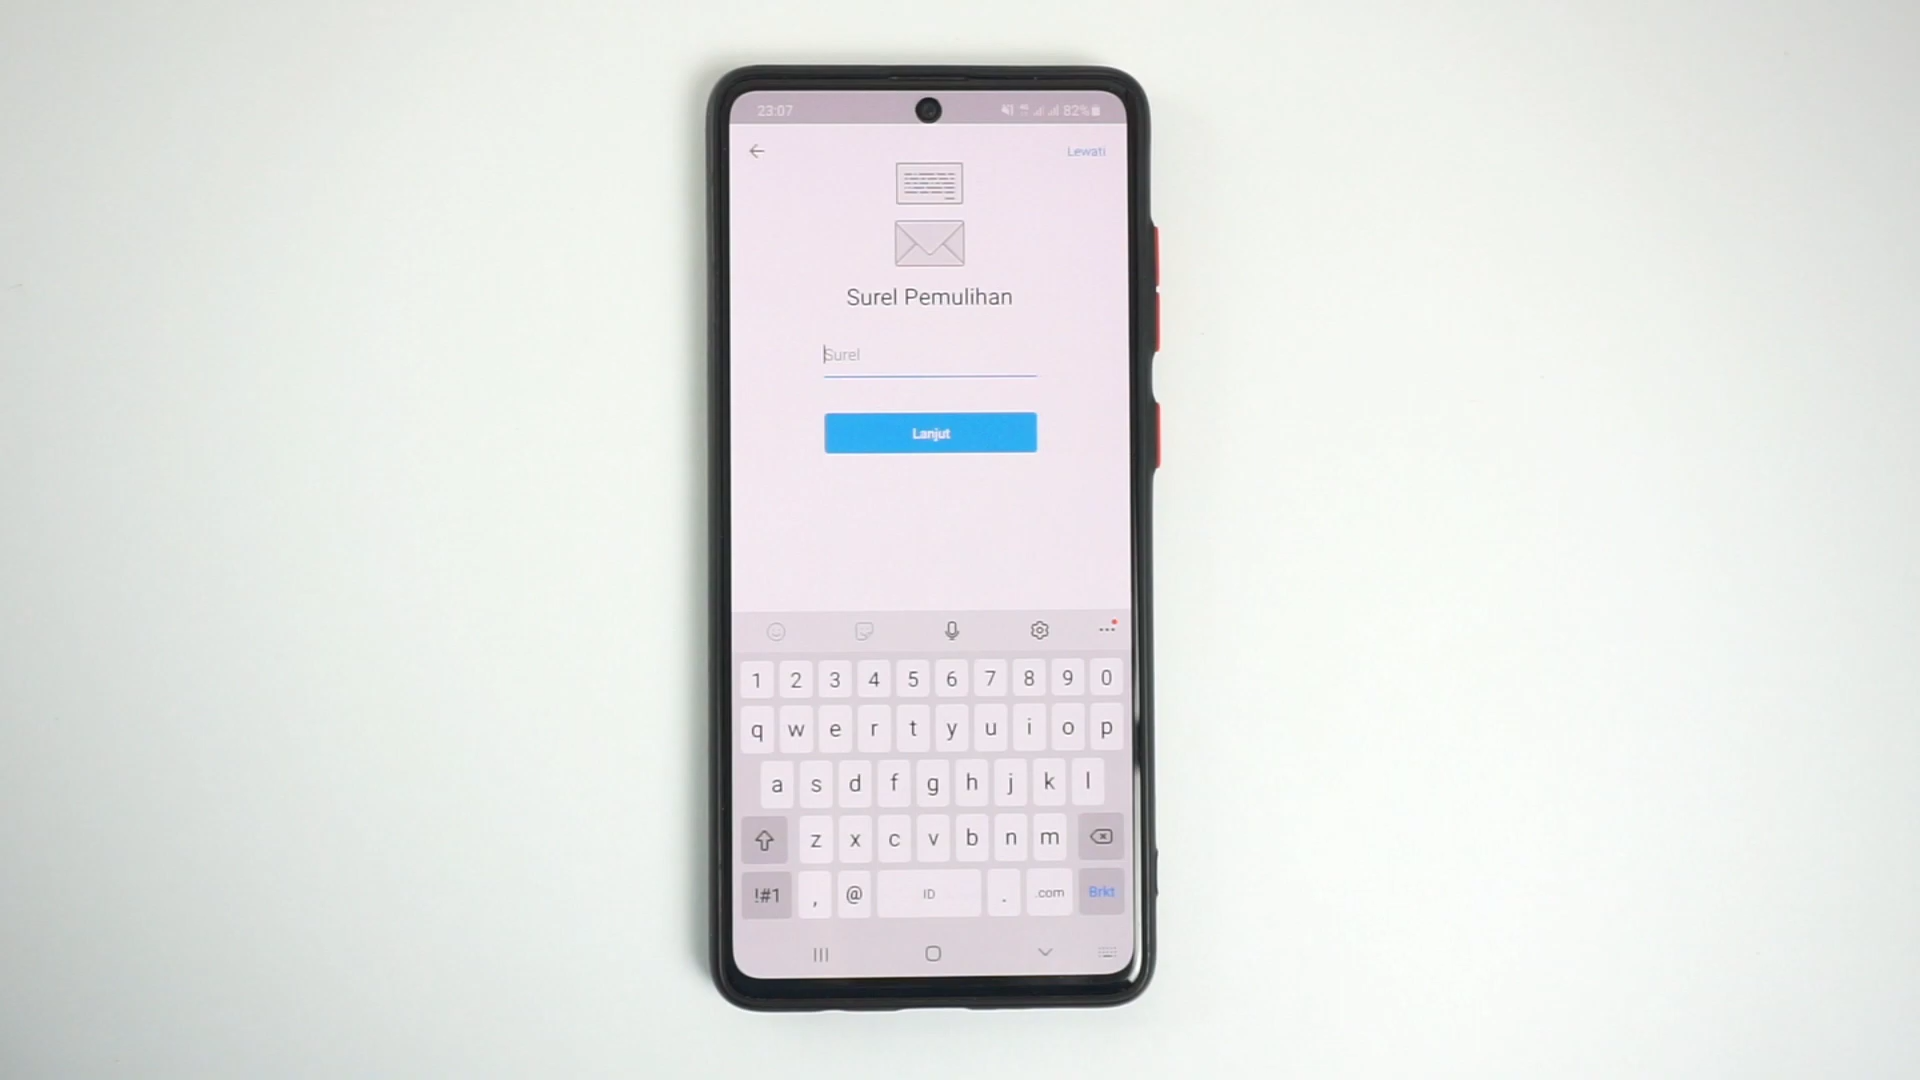 23:07
82%
Lewati
Surel Pemulihan
Surel
Lanjut
1 2 3 4 5 6 7 8 9 0
q w e r t y u i o p
a s d f g h j k l
z x c v b n m
!#1 , @ ID . .com Brkt